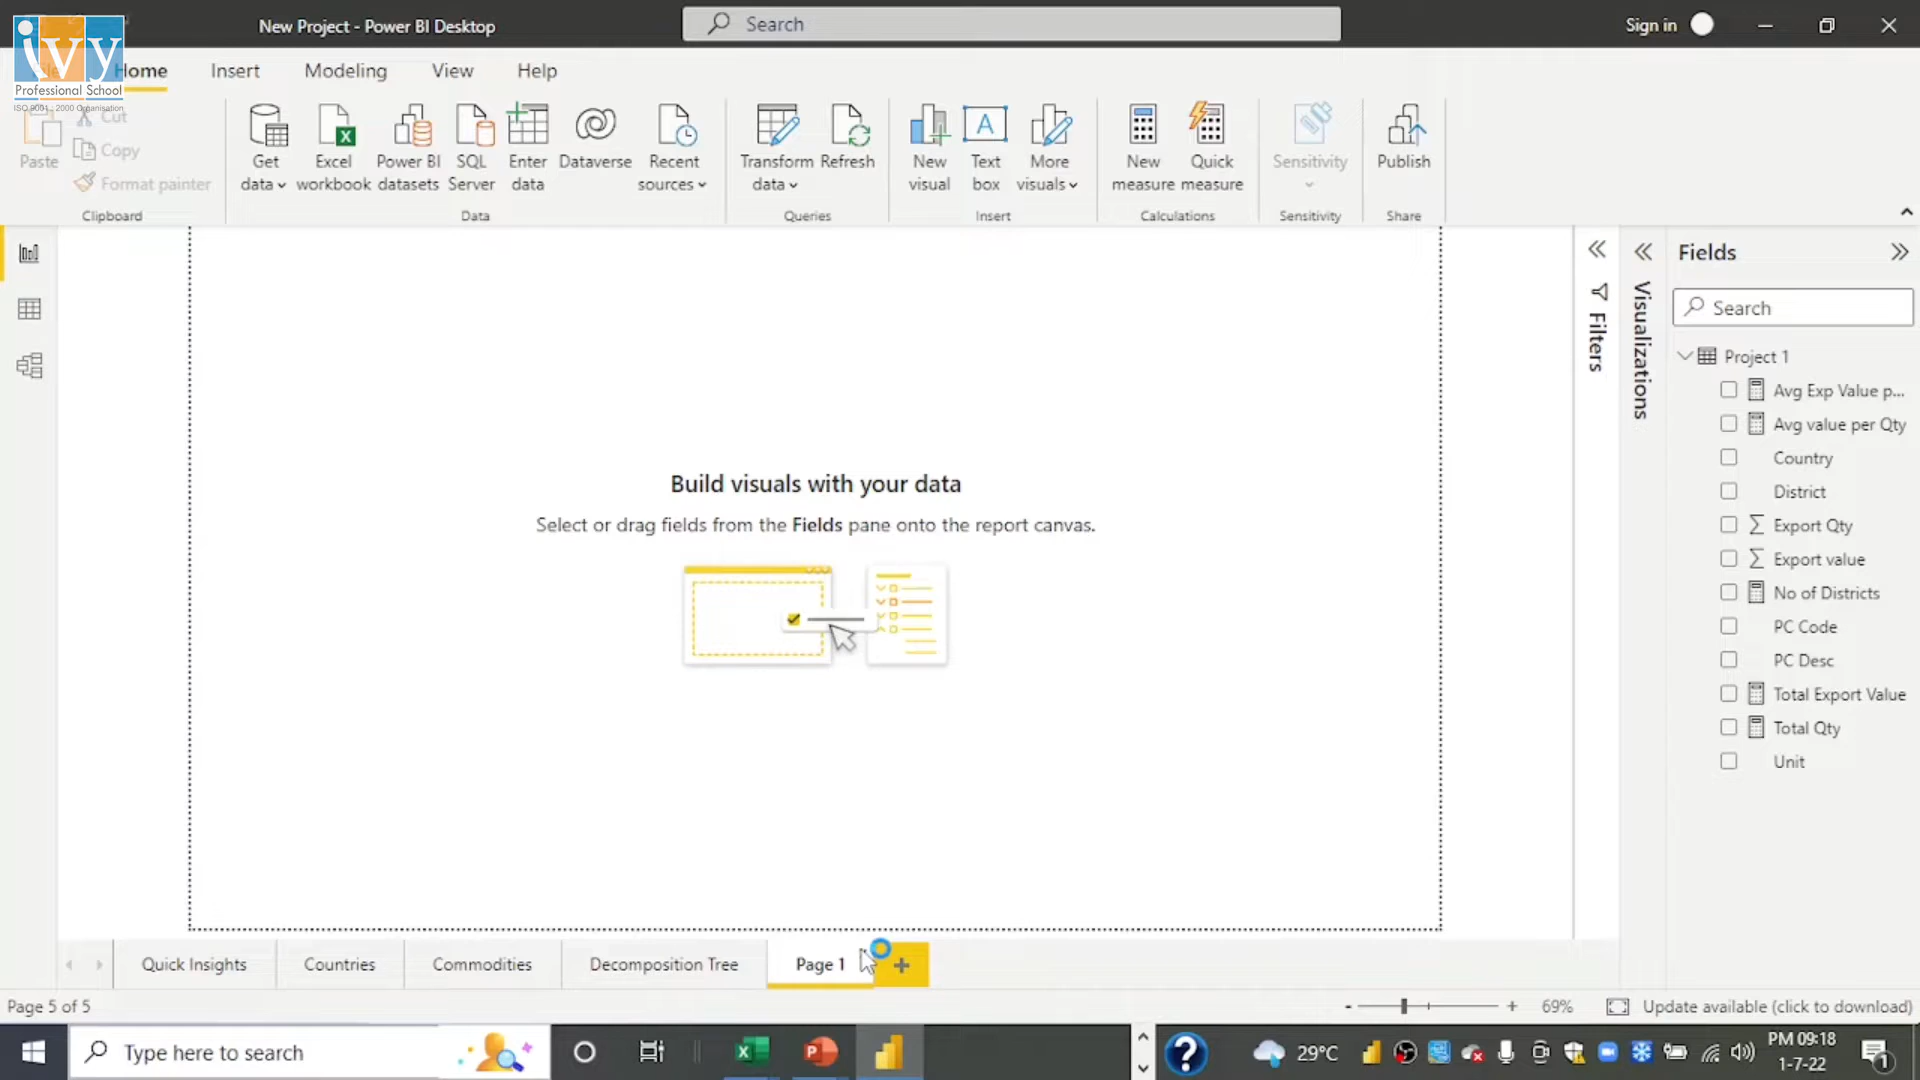 New Project - Power BI Desktop
Search
Sign in
ivy
Professional School
ISO 9001 : 2000 Organisation
Home
Insert
Modeling
View
Help
Paste
Cut
Copy
Format painter
Clipboard
Get data
Excel workbook
Power BI datasets
SQL Server
Enter data
Dataverse
Recent sources
Data
Transform data
Refresh
Queries
New visual
Text box
More visuals
Insert
New measure
Quick measure
Calculations
Sensitivity
Sensitivity
Publish
Share
Build visuals with your data
Select or drag fields from the Fields pane onto the report canvas.
Filters
Visualizations
Fields
Search
Project 1
Avg Exp Value p...
Avg value per Qty
Country
District
Export Qty
Export value
No of Districts
PC Code
PC Desc
Total Export Value
Total Qty
Unit
Quick Insights
Countries
Commodities
Decomposition Tree
Page 1
Page 5 of 5
69%
Update available (click to download)
Type here to search
29°C
PM 09:18
1-7-22
1